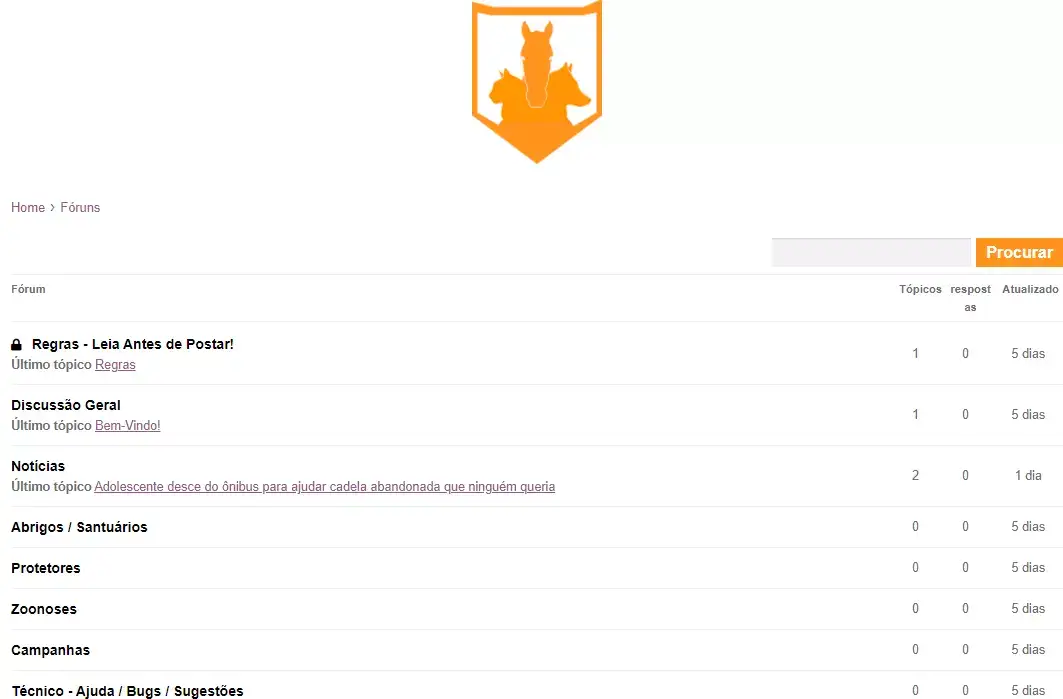 Home › Fóruns
Procurar
Fórum Tópicos respost Atualizado
as
Regras - Leia Antes de Postar!
Último tópico Regras
1 0 5 dias
Discussão Geral
Último tópico Bem-Vindo!
1 0 5 dias
Notícias
Último tópico Adolescente desce do ônibus para ajudar cadela abandonada que ninguém queria
2 0 1 dia
Abrigos / Santuários 0 0 5 dias
Protetores 0 0 5 dias
Zoonoses 0 0 5 dias
Campanhas 0 0 5 dias
Técnico - Ajuda / Bugs / Sugestões 0 0 5 dias